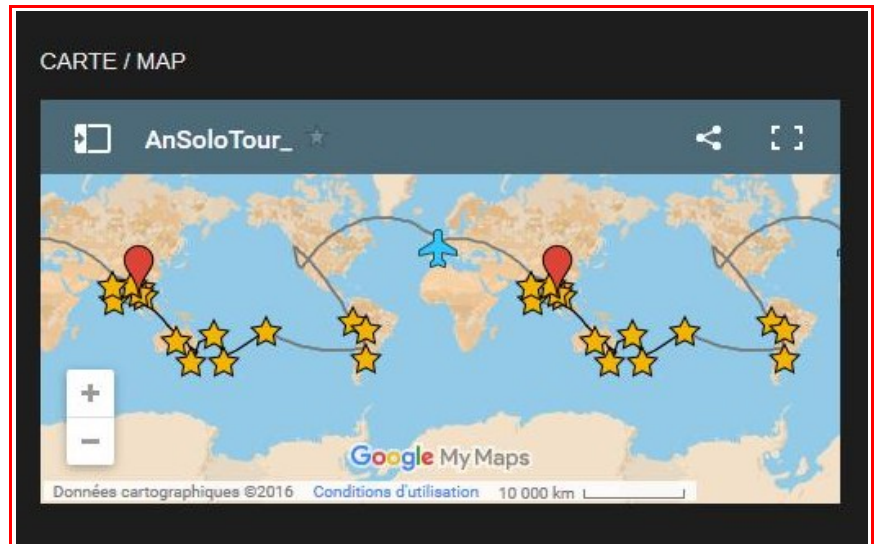 CARTE / MAP
AnSoloTour_
+
−
Google My Maps
Données cartographiques ©2016 Conditions d'utilisation 10 000 km